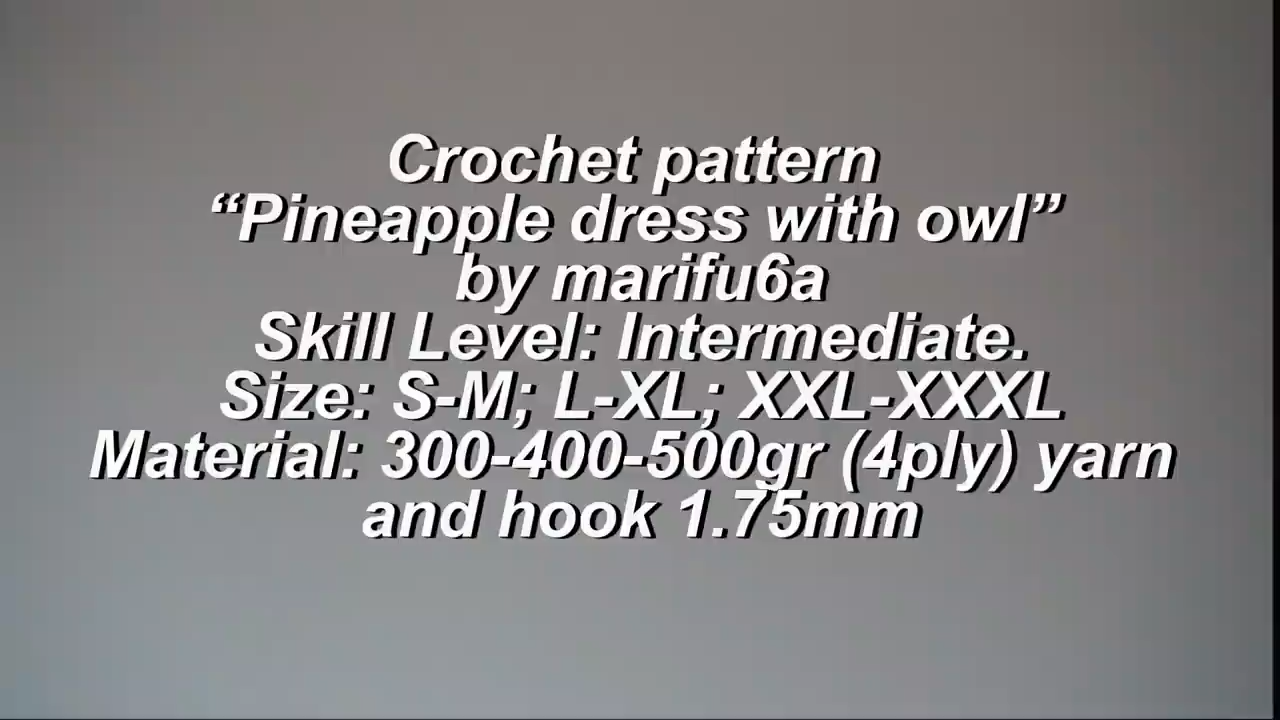 Crochet pattern
“Pineapple dress with owl”
by marifu6a
Skill Level: Intermediate.
Size: S-M; L-XL; XXL-XXXL
Material: 300-400-500gr (4ply) yarn
and hook 1.75mm